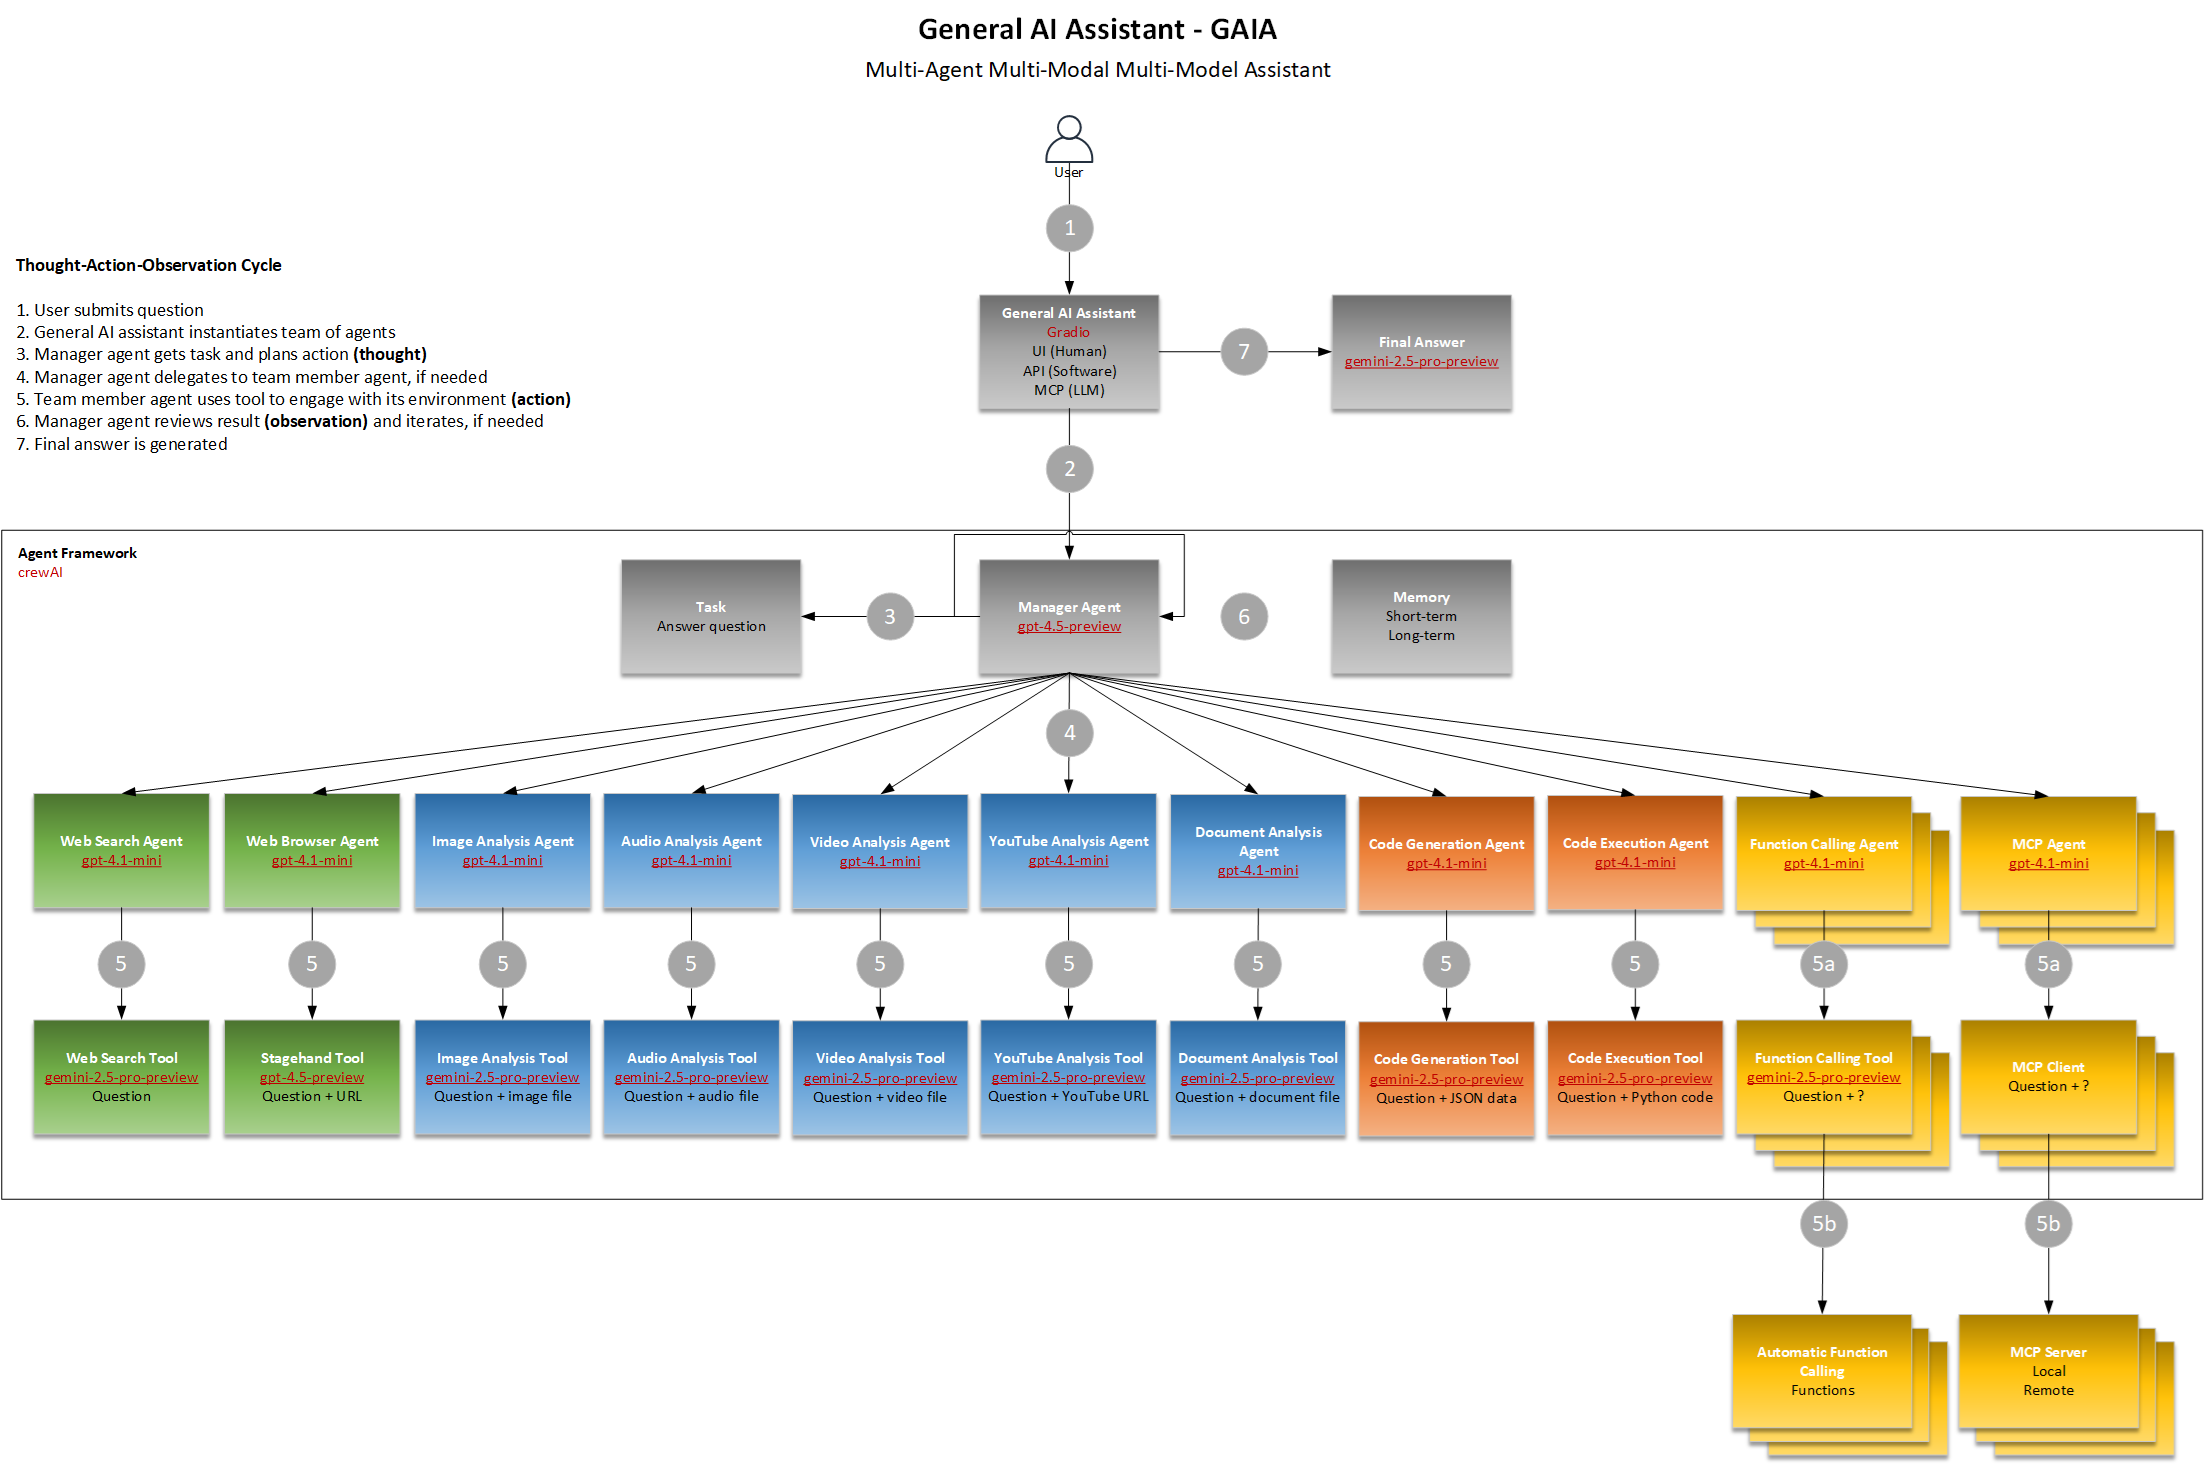 General AI Assistant - GAIA
Multi-Agent Multi-Modal Multi-Model Assistant
User
1
Thought-Action-Observation Cycle
1. User submits question
2. General AI assistant instantiates team of agents
3. Manager agent gets task and plans action (thought)
4. Manager agent delegates to team member agent, if needed
5. Team member agent uses tool to engage with its environment (action)
6. Manager agent reviews result (observation) and iterates, if needed
7. Final answer is generated
General AI Assistant
Gradio
UI (Human)
API (Software)
MCP (LLM)
7
Final Answer
gemini-2.5-pro-preview
2
Agent Framework
crewAI
Task
Answer question
3
Manager Agent
gpt-4.5-preview
6
Memory
Short-term
Long-term
4
Web Search Agent
gpt-4.1-mini
Web Browser Agent
gpt-4.1-mini
Image Analysis Agent
gpt-4.1-mini
Audio Analysis Agent
gpt-4.1-mini
Video Analysis Agent
gpt-4.1-mini
YouTube Analysis Agent
gpt-4.1-mini
Document Analysis
Agent
gpt-4.1-mini
Code Generation Agent
gpt-4.1-mini
Code Execution Agent
gpt-4.1-mini
Function Calling Agent
gpt-4.1-mini
MCP Agent
gpt-4.1-mini
5
5
5
5
5
5
5
5
5
5a
5a
Web Search Tool
gemini-2.5-pro-preview
Question
Stagehand Tool
gpt-4.5-preview
Question + URL
Image Analysis Tool
gemini-2.5-pro-preview
Question + image file
Audio Analysis Tool
gemini-2.5-pro-preview
Question + audio file
Video Analysis Tool
gemini-2.5-pro-preview
Question + video file
YouTube Analysis Tool
gemini-2.5-pro-preview
Question + YouTube URL
Document Analysis Tool
gemini-2.5-pro-preview
Question + document file
Code Generation Tool
gemini-2.5-pro-preview
Question + JSON data
Code Execution Tool
gemini-2.5-pro-preview
Question + Python code
Function Calling Tool
gemini-2.5-pro-preview
Question + ?
MCP Client
Question + ?
5b
5b
Automatic Function
Calling
Functions
MCP Server
Local
Remote